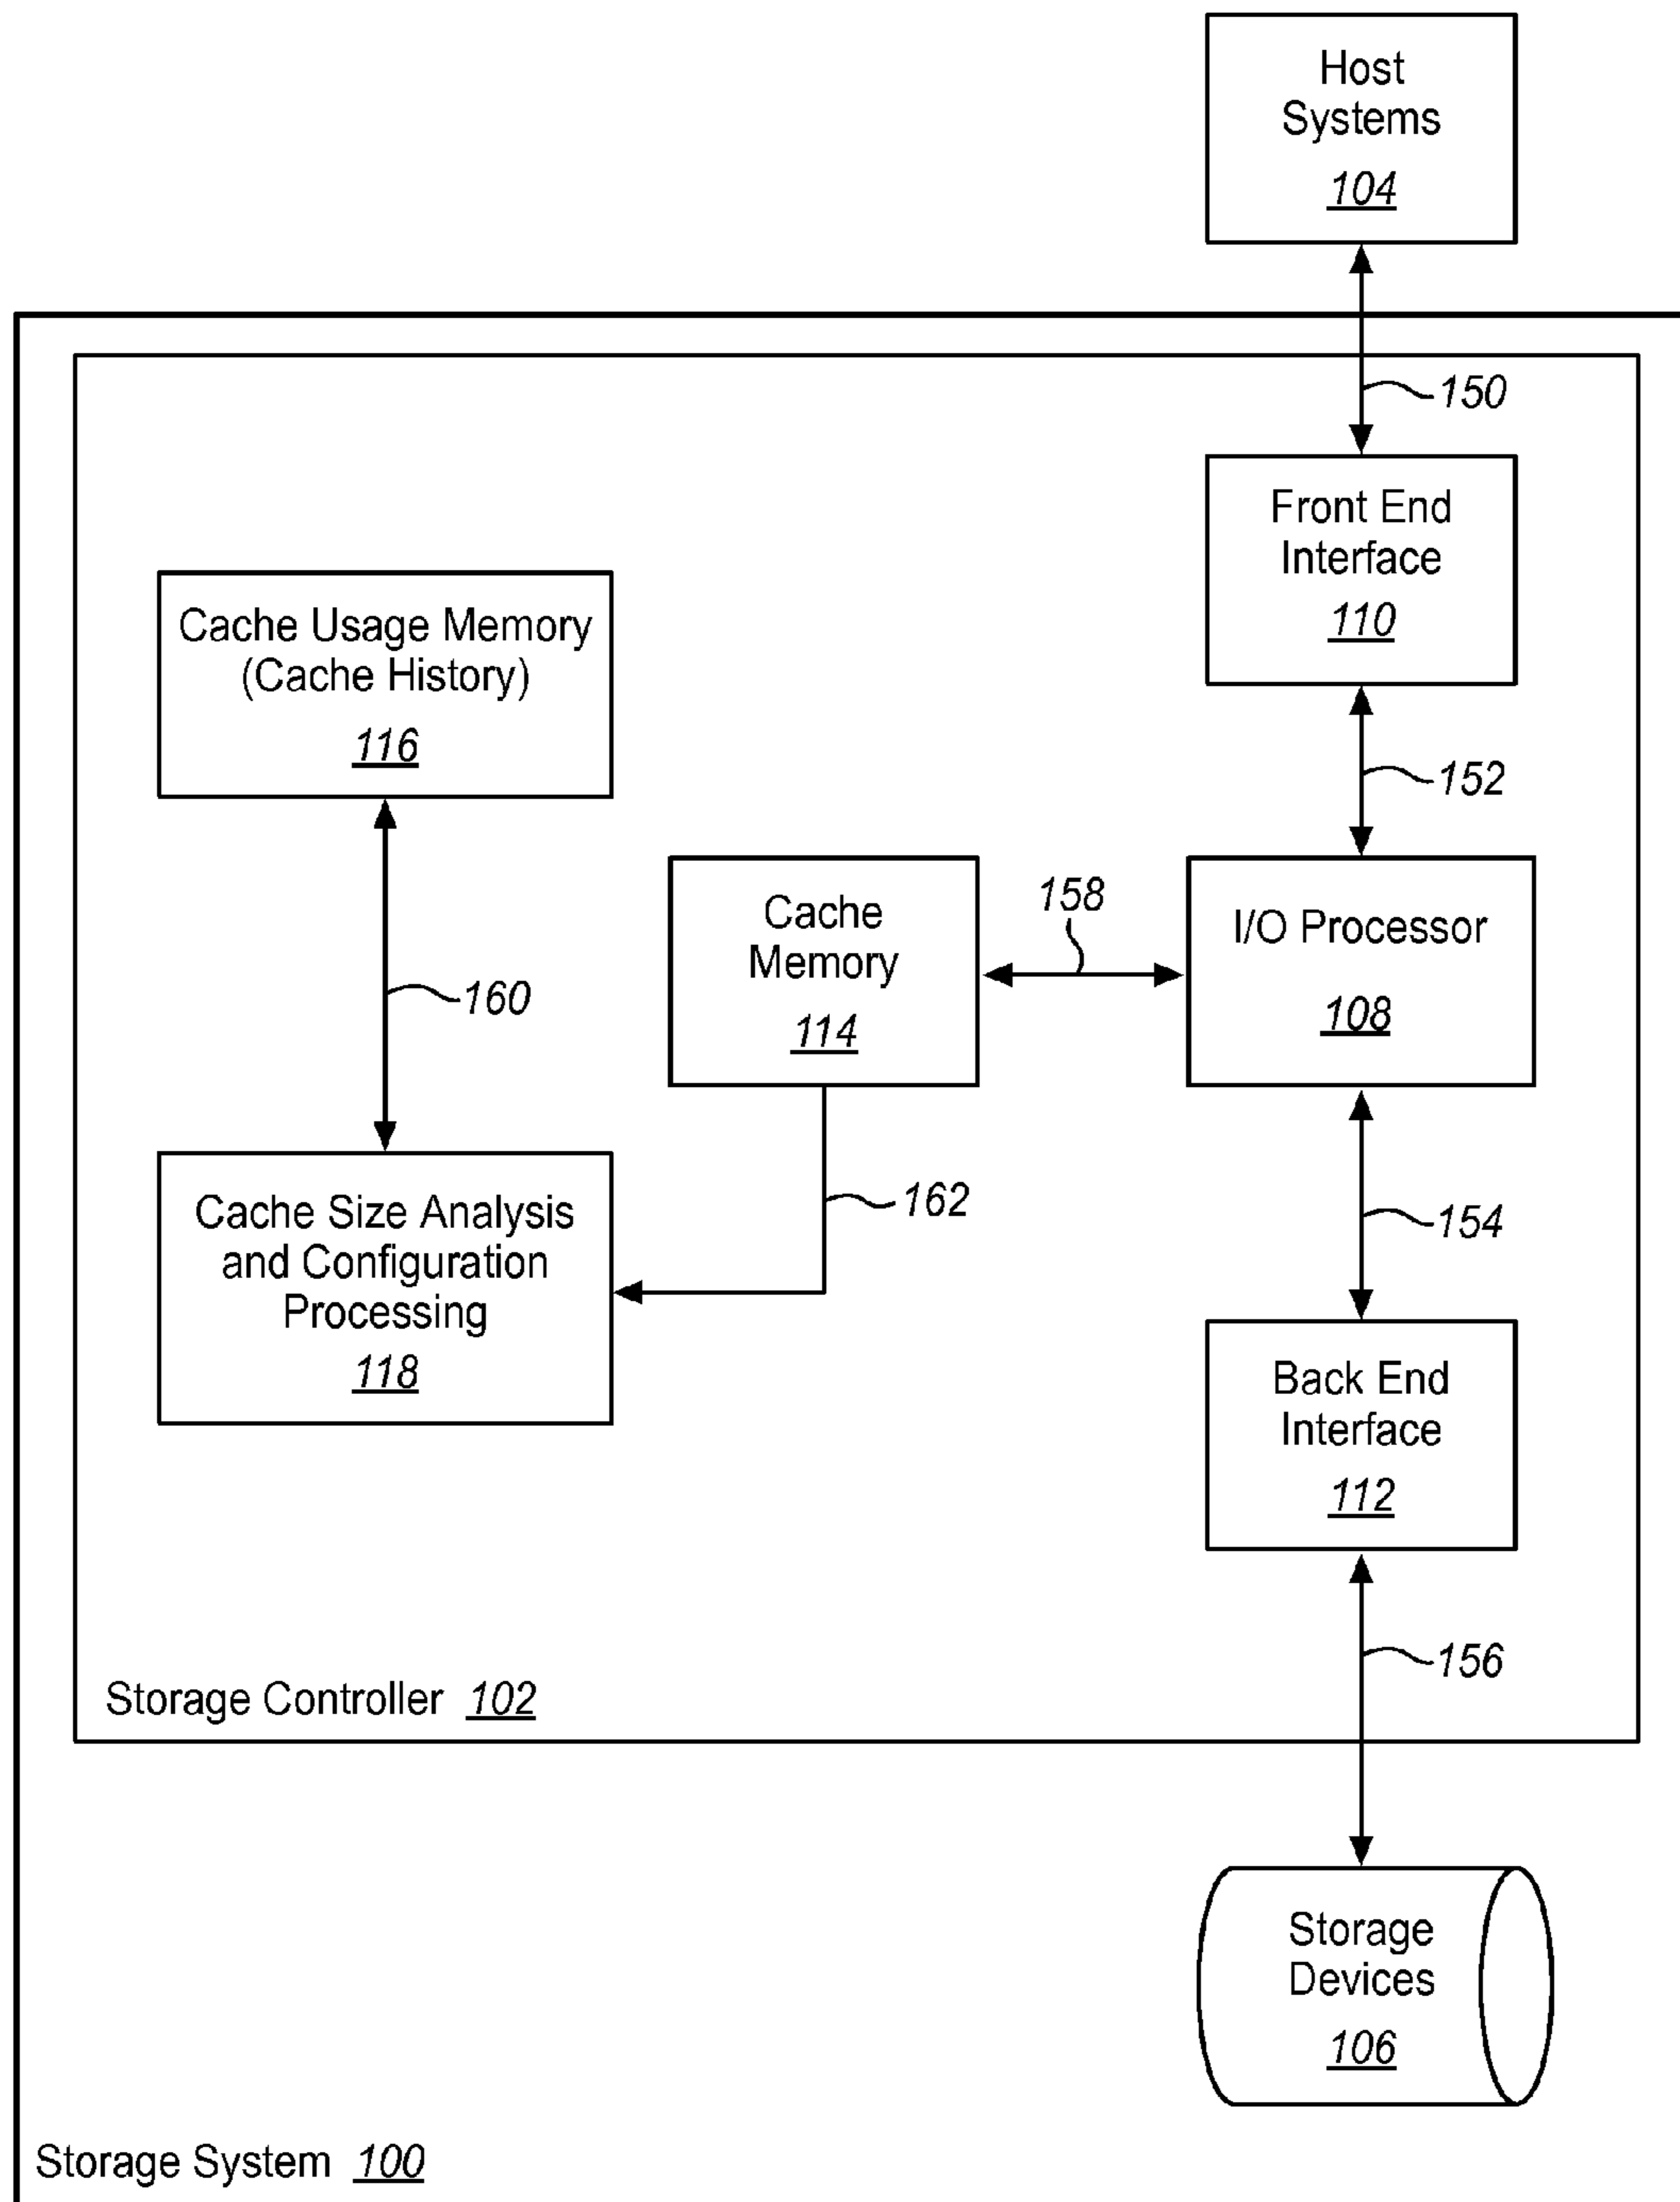 Host
Systems
104
150
Front End
Interface
110
Cache Usage Memory
(Cache History)
116
152
158
Cache
Memory
114
I/O Processor
108
160
162
Cache Size Analysis
and Configuration
Processing
118
154
Back End
Interface
112
156
Storage Controller 102
Storage
Devices
106
Storage System 100